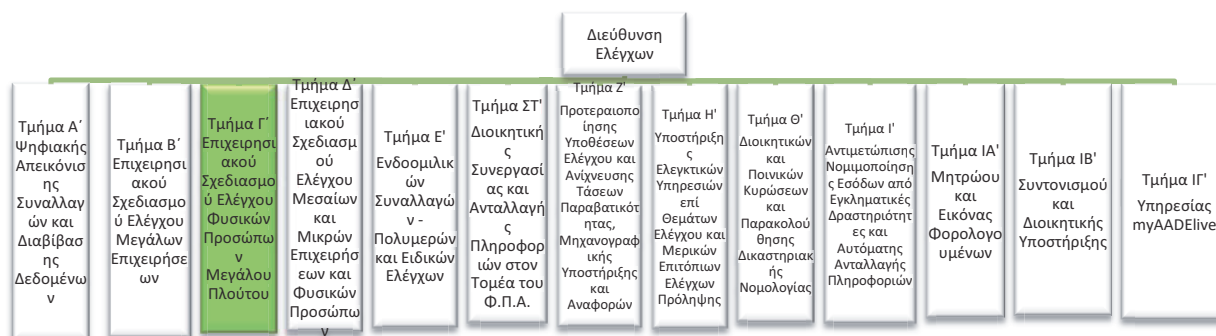 Διεύθυνση
Ελέγχων
Τμήμα Α΄
Ψηφιακής
Απεικόνιση
ης
Συναλλαγ
ών και
Διαβίβασ
ης
Δεδομένω
ν
Τμήμα Β΄
Επιχειρησι
ακού
Σχεδιασμο
ύ Ελέγχου
Μεγάλων
Επιχειρήσε
ων
Τμήμα Γ΄
Επιχειρησι
ακού
Σχεδιασμο
ύ Ελέγχου
Φυσικών
Προσώπω
ν
Μεγάλου
Πλούτου
Τμήμα Δ΄
Επιχειρησ
ιακού
Σχεδιασμ
ού
Ελέγχου
Μεσαίων
και
Μικρών
Επιχειρήσ
εων και
Φυσικών
Προσώπω
ν
Τμήμα Ε'
Ενδοομιλικ
ών
Συναλλαγώ
ν -
Πολυμερών
και Ειδικών
Ελέγχων
Τμήμα ΣΤ'
Διοικητική
ς
Συνεργασί
ας και
Ανταλλαγή
ς
Πληροφορ
ιών στον
Τομέα του
Φ.Π.Α.
Τμήμα Ζ'
Προτεραιοπο
ίησης
Υποθέσεων
Ελέγχου και
Ανίχνευσης
Τάσεων
Παραβατικότ
ητας,
Μηχανογραφ
ικής
Υποστήριξης
και
Αναφορών
Τμήμα Η'
Υποστήριξη
ς
Ελεγκτικών
Υπηρεσιών
επί
Θεμάτων
Ελέγχου και
Μερικών
Επιτόπιων
Ελέγχων
Πρόληψης
Τμήμα Θ'
Διοικητικών
και
Ποινικών
Κυρώσεων
και
Παρακολού
θησης
Δικαστηριακ
ής
Νομολογίας
Τμήμα Ι'
Αντιμετώπισης
Νομιμοποίηση
ς Εσόδων από
Εγκληματικές
Δραστηριότητ
ες και
Αυτόματης
Ανταλλαγής
Πληροφοριών
Τμήμα ΙΑ'
Μητρώου
και
Εικόνας
Φορολογο
υμένων
Τμήμα ΙΒ'
Συντονισμού
και
Διοικητικής
Υποστήριξης
Τμήμα ΙΓ'
Υπηρεσίας
myAADElive